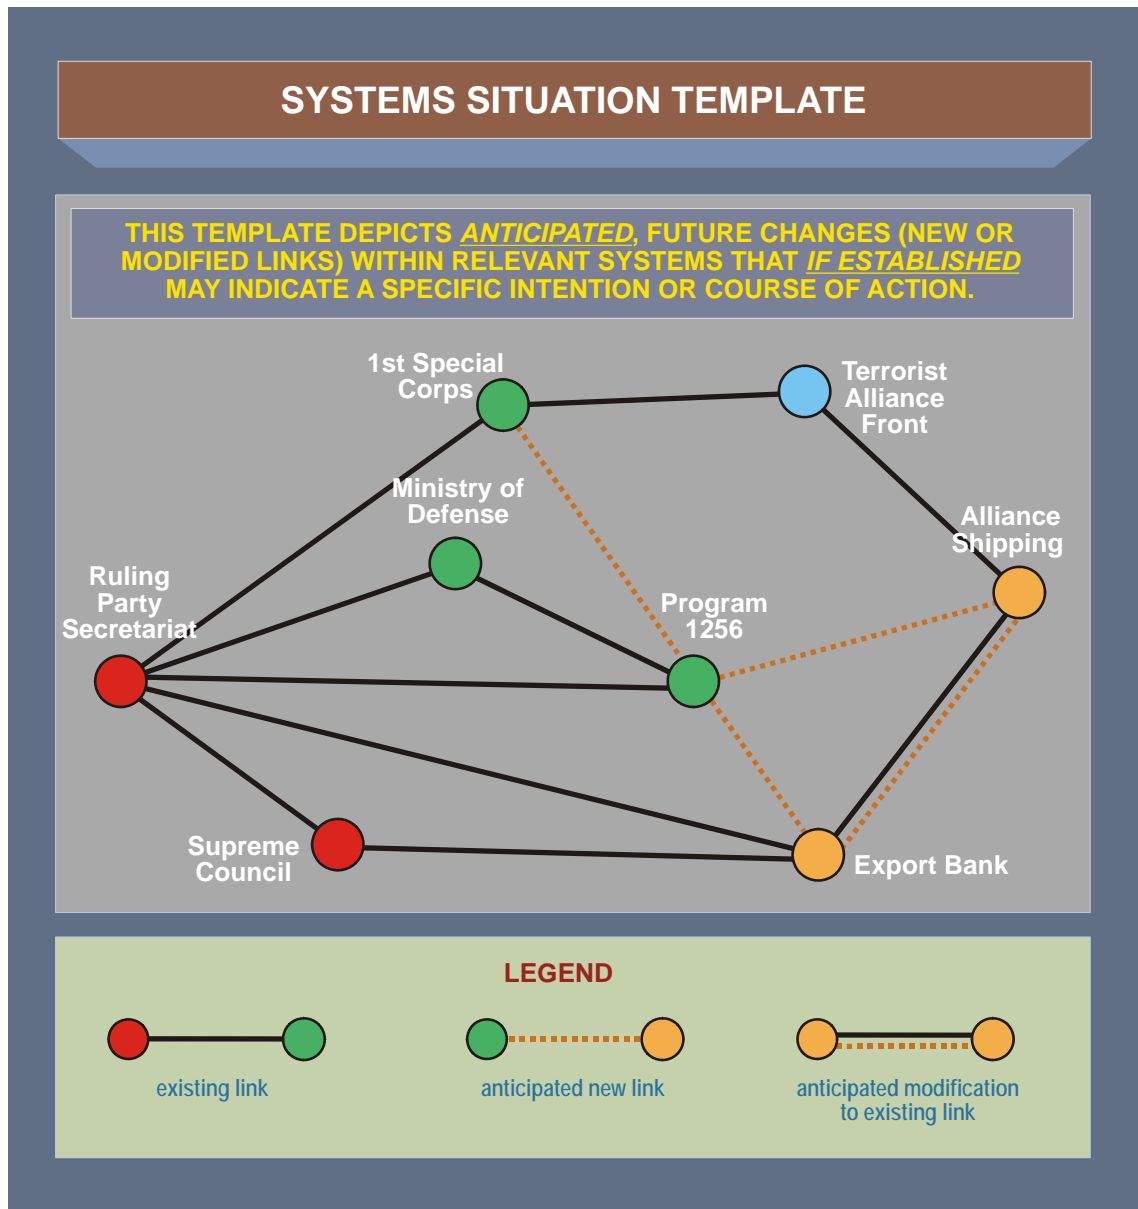 SYSTEMS SITUATION TEMPLATE
THIS TEMPLATE DEPICTS ANTICIPATED, FUTURE CHANGES (NEW OR
MODIFIED LINKS) WITHIN RELEVANT SYSTEMS THAT IF ESTABLISHED
MAY INDICATE A SPECIFIC INTENTION OR COURSE OF ACTION.
1st Special
Corps
Terrorist
Alliance
Front
Ministry of
Defense
Alliance
Shipping
Ruling
Party
Secretariat
Program
1256
Supreme
Council
Export Bank
LEGEND
existing link
anticipated new link
anticipated modification
to existing link